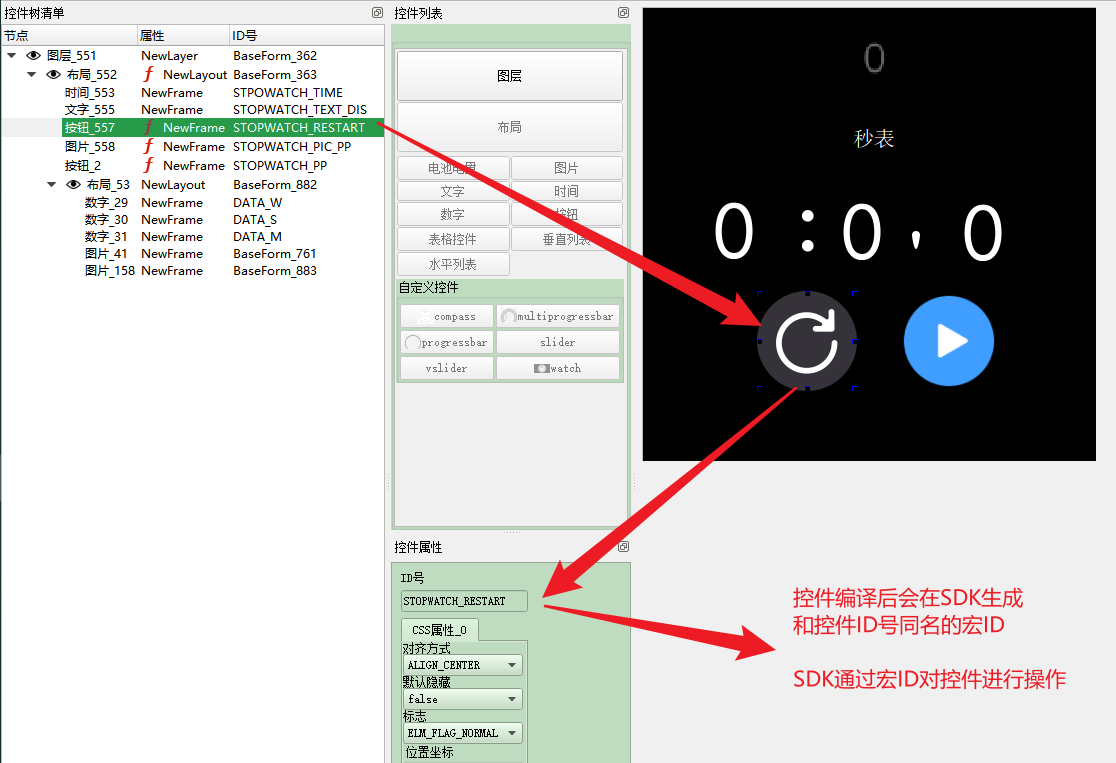 控件树清单
节点 属性 ID号
图层_551 NewLayer BaseForm_362
布局_552 NewLayout BaseForm_363
时间_553 NewFrame STPOWATCH_TIME
文字_555 NewFrame STOPWATCH_TEXT_DIS
按钮_557 NewFrame STOPWATCH_RESTART
图片_558 NewFrame STOPWATCH_PIC_PP
按钮_2 NewFrame STOPWATCH_PP
布局_53 NewLayout BaseForm_882
数字_29 NewFrame DATA_W
数字_30 NewFrame DATA_S
数字_31 NewFrame DATA_M
图片_41 NewFrame BaseForm_761
图片_158 NewFrame BaseForm_883
控件列表
图层
布局
电池电量 图片
文字 时间
数字 按钮
表格控件 垂直列表
水平列表
自定义控件
compass multiprogressbar
progressbar slider
vslider watch
控件属性
ID号
STOPWATCH_RESTART
CSS属性_0
对齐方式
ALIGN_CENTER
默认隐藏
false
标志
ELM_FLAG_NORMAL
位置坐标
0
秒表
0:0.0
控件编译后会在SDK生成
和控件ID号同名的宏ID
SDK通过宏ID对控件进行操作